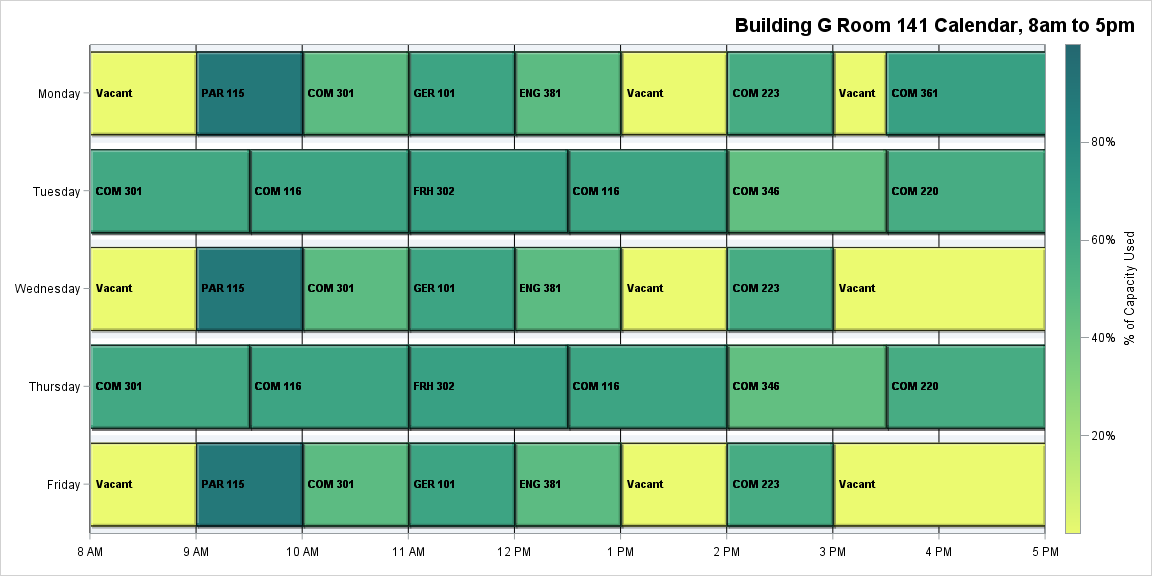 Building G Room 141 Calendar, 8am to 5pm
Monday
Vacant
PAR 115
COM 301
GER 101
ENG 381
Vacant
COM 223
Vacant
COM 361
Tuesday
COM 301
COM 116
FRH 302
COM 116
COM 346
COM 220
Wednesday
Vacant
PAR 115
COM 301
GER 101
ENG 381
Vacant
COM 223
Vacant
Thursday
COM 301
COM 116
FRH 302
COM 116
COM 346
COM 220
Friday
Vacant
PAR 115
COM 301
GER 101
ENG 381
Vacant
COM 223
Vacant
8 AM
9 AM
10 AM
11 AM
12 PM
1 PM
2 PM
3 PM
4 PM
5 PM
80%
60%
40%
20%
% of Capacity Used